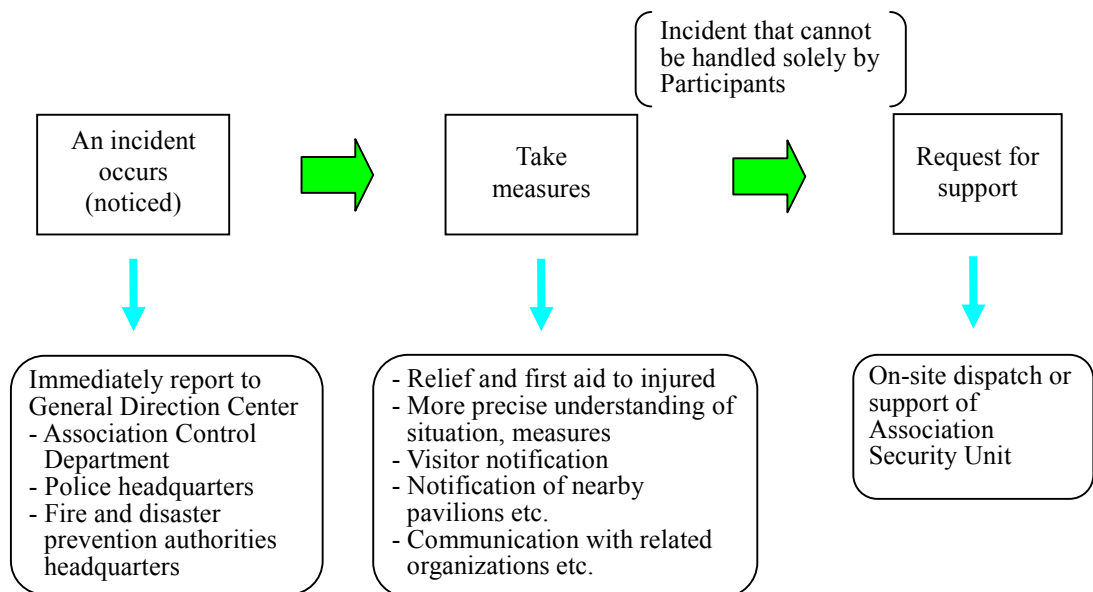 Incident that cannot
be handled solely by
Participants
An incident
occurs
(noticed)
Take
measures
Request for
support
Immediately report to
General Direction Center
- Association Control
Department
- Police headquarters
- Fire and disaster
prevention authorities
headquarters
- Relief and first aid to injured
- More precise understanding of
situation, measures
- Visitor notification
- Notification of nearby
pavilions etc.
- Communication with related
organizations etc.
On-site dispatch or
support of
Association
Security Unit